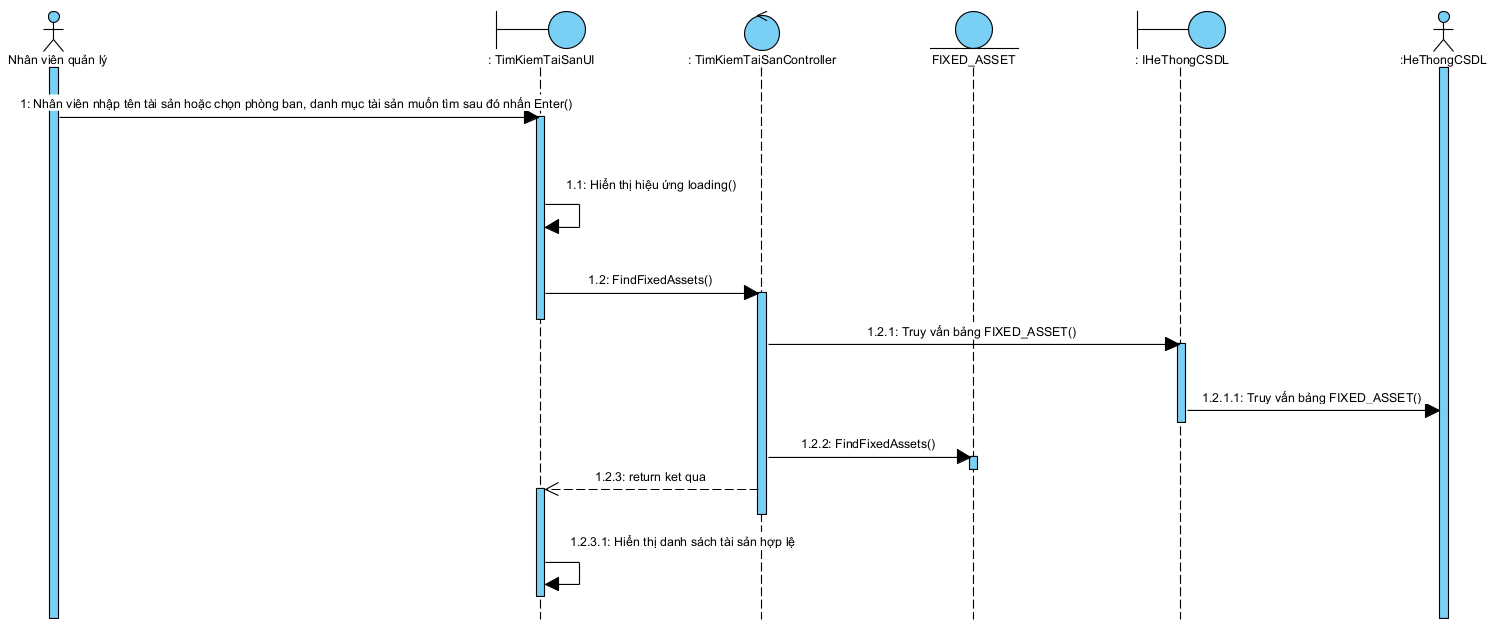 Nhân viên quản lý
: TimKiemTaiSanUI
: TimKiemTaiSanController
FIXED_ASSET
: IHeThongCSDL
:HeThongCSDL
1: Nhân viên nhập tên tài sản hoặc chọn phòng ban, danh mục tài sản muốn tìm sau đó nhấn Enter()
1.1: Hiển thị hiệu ứng loading()
1.2: FindFixedAssets()
1.2.1: Truy vấn bảng FIXED_ASSET()
1.2.1.1: Truy vấn bảng FIXED_ASSET()
1.2.2: FindFixedAssets()
1.2.3: return ket qua
1.2.3.1: Hiển thị danh sách tài sản hợp lệ